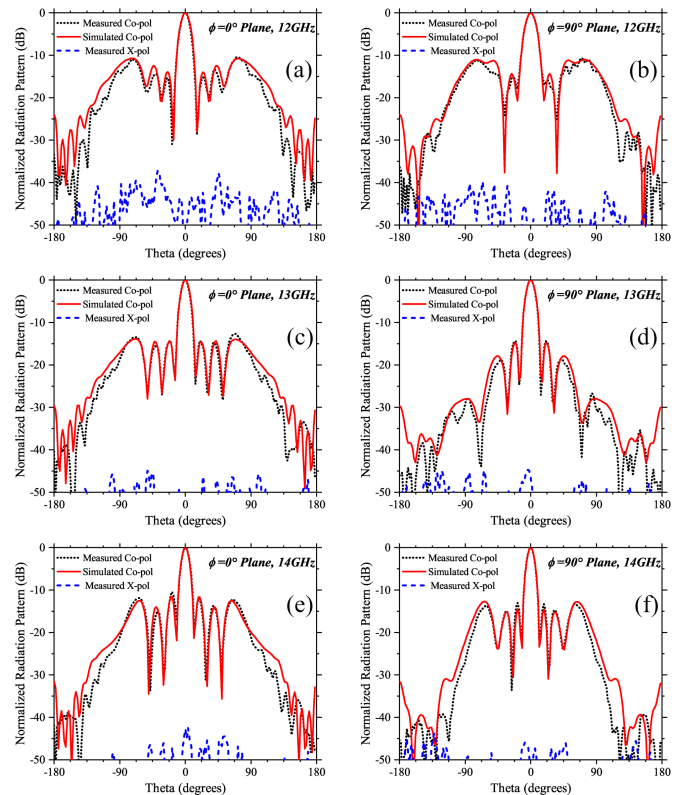 Normalized Radiation Pattern (dB)
0
-10
-20
-30
-40
-50
Measured Co-pol
Simulated Co-pol
Measured X-pol
ϕ=0° Plane, 12GHz
(a)
-180 -90 0 90 180
Theta (degrees)
Normalized Radiation Pattern (dB)
0
-10
-20
-30
-40
-50
Measured Co-pol
Simulated Co-pol
Measured X-pol
ϕ=90° Plane, 12GHz
(b)
-180 -90 0 90 180
Theta (degrees)
Normalized Radiation Pattern (dB)
0
-10
-20
-30
-40
-50
Measured Co-pol
Simulated Co-pol
Measured X-pol
ϕ=0° Plane, 13GHz
(c)
-180 -90 0 90 180
Theta (degrees)
Normalized Radiation Pattern (dB)
0
-10
-20
-30
-40
-50
Measured Co-pol
Simulated Co-pol
Measured X-pol
ϕ=90° Plane, 13GHz
(d)
-180 -90 0 90 180
Theta (degrees)
Normalized Radiation Pattern (dB)
0
-10
-20
-30
-40
-50
Measured Co-pol
Simulated Co-pol
Measured X-pol
ϕ=0° Plane, 14GHz
(e)
-180 -90 0 90 180
Theta (degrees)
Normalized Radiation Pattern (dB)
0
-10
-20
-30
-40
-50
Measured Co-pol
Simulated Co-pol
Measured X-pol
ϕ=90° Plane, 14GHz
(f)
-180 -90 0 90 180
Theta (degrees)